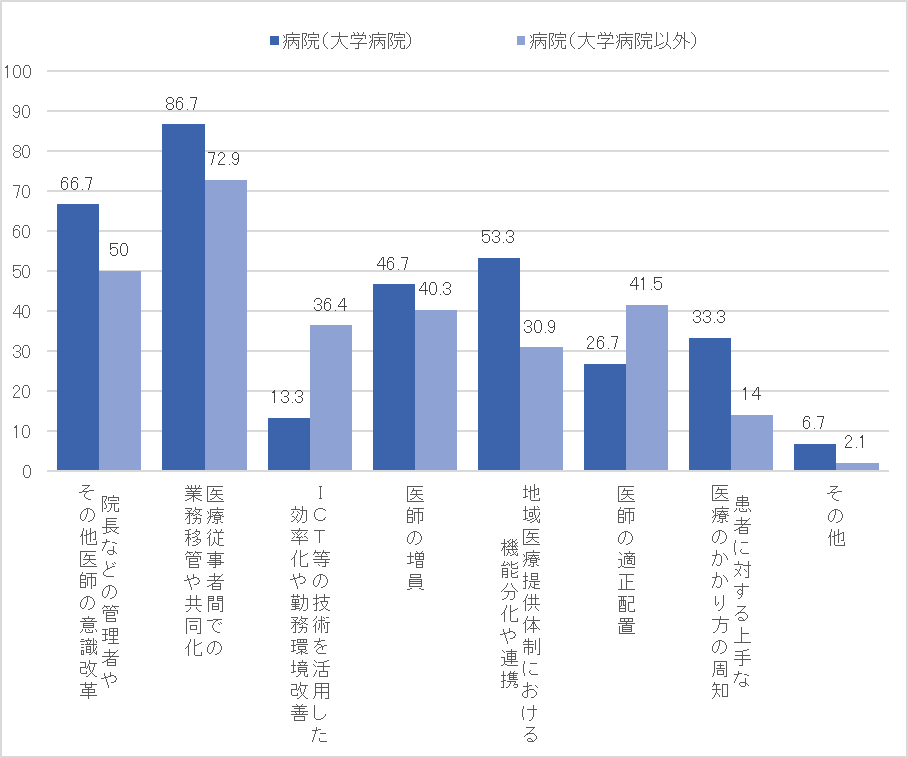 病院(大学病院)
病院(大学病院以外)
100
90
80
70
60
50
40
30
20
10
0
66.7
50
86.7
72.9
13.3
36.4
46.7
40.3
53.3
30.9
26.7
41.5
33.3
14
6.7
2.1
院長などの管理者や
その他医師の意識改革
医療従事者間での
業務移管や共同化
ICT等の技術を活用した
効率化や勤務環境改善
医師の増員
地域医療提供体制における
機能分化や連携
医師の適正配置
患者に対する上手な
医療のかかり方の周知
その他